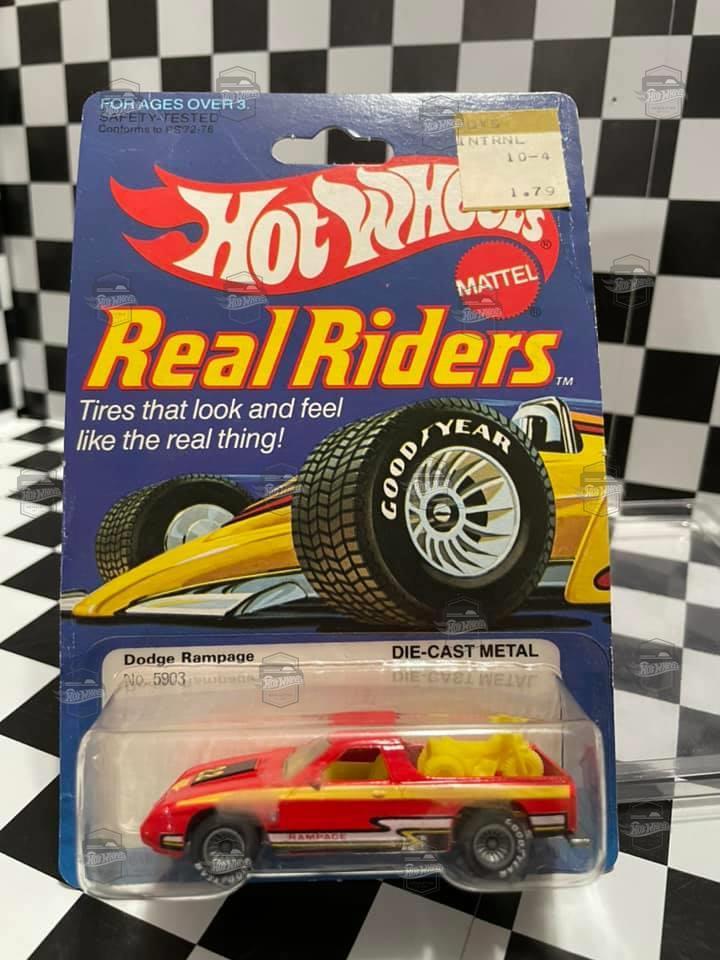 FOR AGES OVER 3.
SAFETY-TESTED
Conforms to PS72-76
INTRNL
10-4
1.79
HOT WHEELS
®
MATTEL
®
Real Riders
TM
Tires that look and feel
like the real thing!
GOODYEAR
Dodge Rampage
DIE-CAST METAL
No. 5903
RAMPAGE
GOODYEAR
GOODYEAR